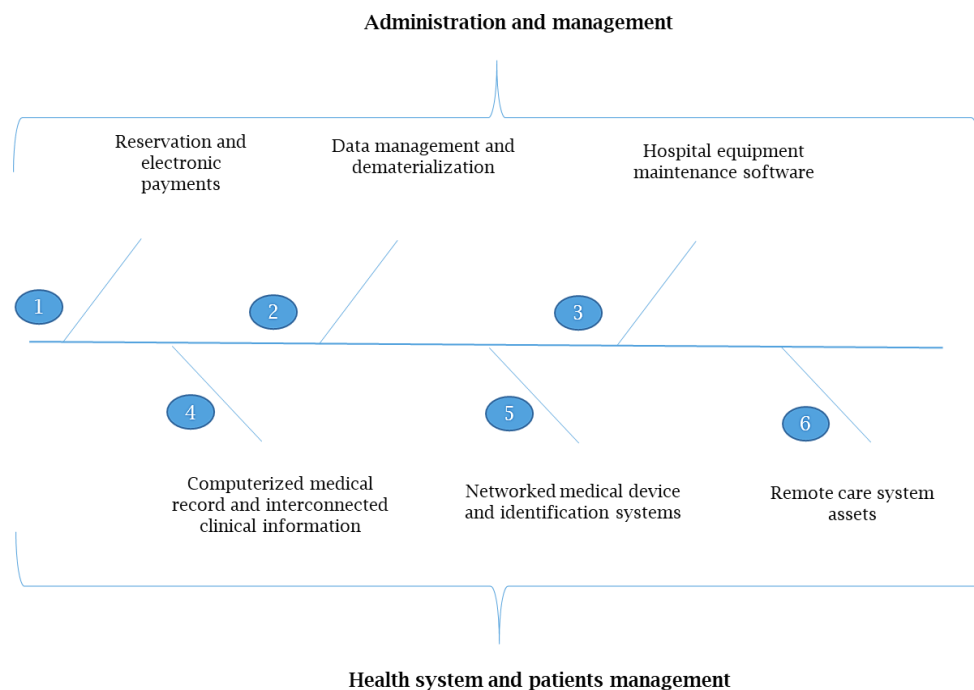 Administration and management
Reservation and
electronic
payments
Data management and
dematerialization
Hospital equipment
maintenance software
1
2
3
4
5
6
Computerized medical
record and interconnected
clinical information
Networked medical device
and identification systems
Remote care system
assets
Health system and patients management